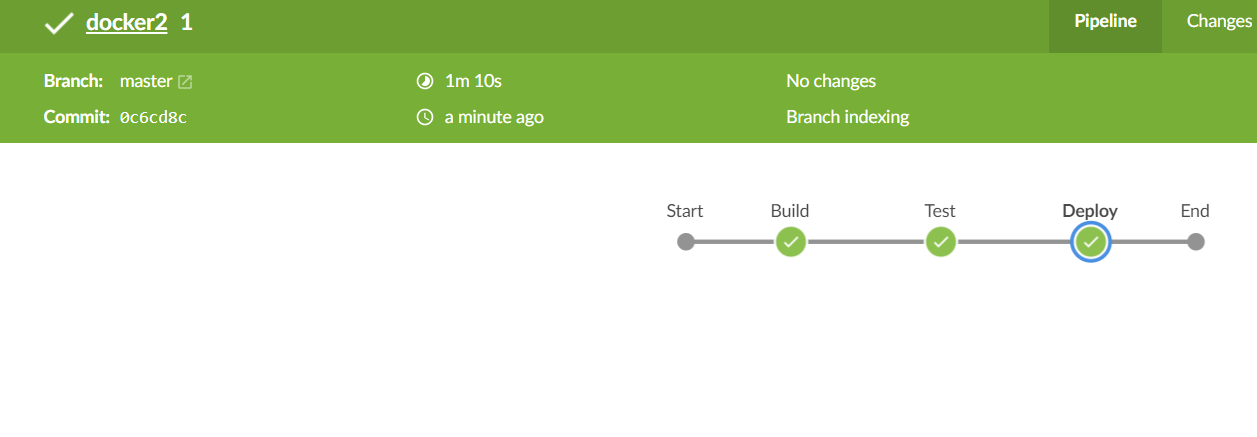 docker2 1 Pipeline Changes
Branch: master 1m 10s No changes
Commit: 0c6cd8c a minute ago Branch indexing
Start Build Test Deploy End